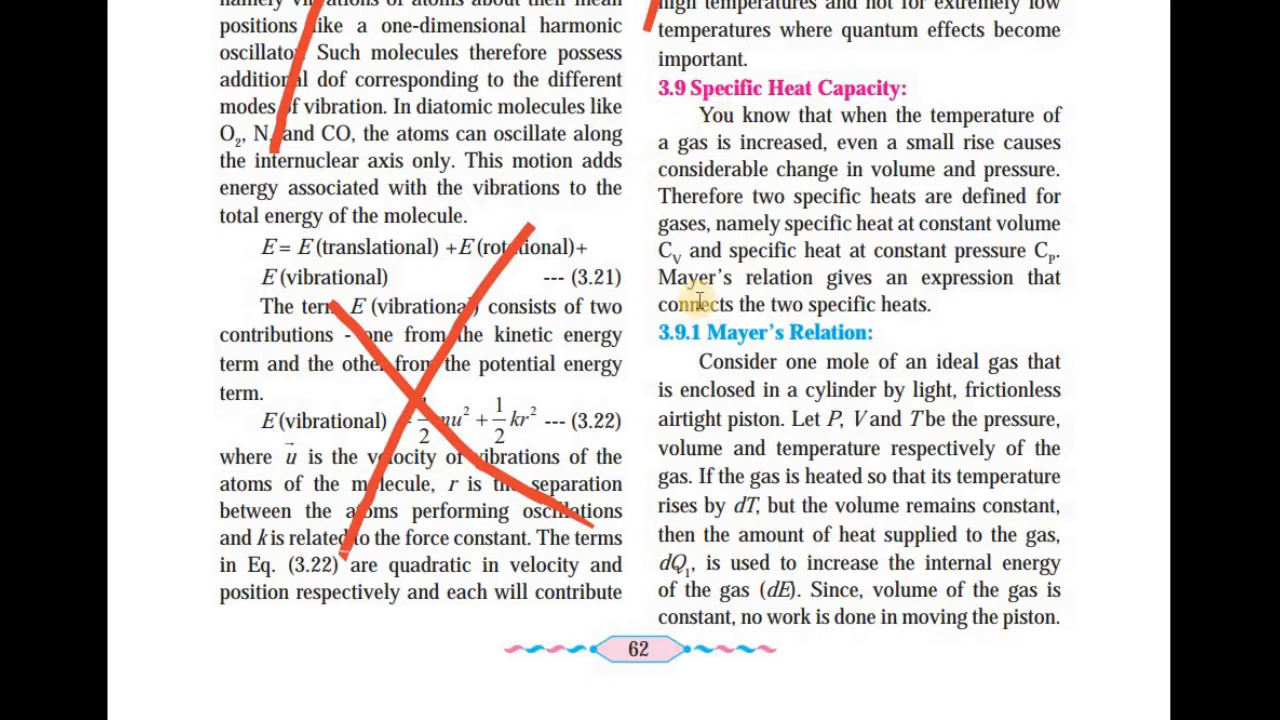 namely vibrations of atoms about their mean
positions like a one-dimensional harmonic
oscillator. Such molecules therefore possess
additional dof corresponding to the different
modes of vibration. In diatomic molecules like
O₂, N₂ and CO, the atoms can oscillate along
the internuclear axis only. This motion adds
energy associated with the vibrations to the
total energy of the molecule.
E = E (translational) +E (rotational)+
E (vibrational) --- (3.21)
The term E (vibrational) consists of two
contributions - one from the kinetic energy
term and the other from the potential energy
term.
E (vibrational) = 1/2 mu² + 1/2 kr² --- (3.22)
where u⃗ is the velocity of vibrations of the
atoms of the molecule, r is the separation
between the atoms performing oscillations
and k is related to the force constant. The terms
in Eq. (3.22) are quadratic in velocity and
position respectively and each will contribute
high temperatures and not for extremely low
temperatures where quantum effects become
important.
3.9 Specific Heat Capacity:
You know that when the temperature of
a gas is increased, even a small rise causes
considerable change in volume and pressure.
Therefore two specific heats are defined for
gases, namely specific heat at constant volume
C_V and specific heat at constant pressure C_P.
Mayer's relation gives an expression that
connects the two specific heats.
3.9.1 Mayer's Relation:
Consider one mole of an ideal gas that
is enclosed in a cylinder by light, frictionless
airtight piston. Let P, V and T be the pressure,
volume and temperature respectively of the
gas. If the gas is heated so that its temperature
rises by dT, but the volume remains constant,
then the amount of heat supplied to the gas,
dQ₁, is used to increase the internal energy
of the gas (dE). Since, volume of the gas is
constant, no work is done in moving the piston.
62